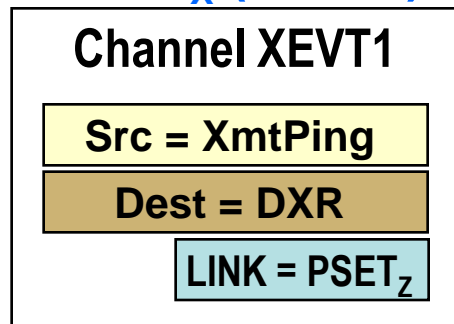 Channel XEVT1
Src = XmtPing
Dest = DXR
LINK = PSETZ